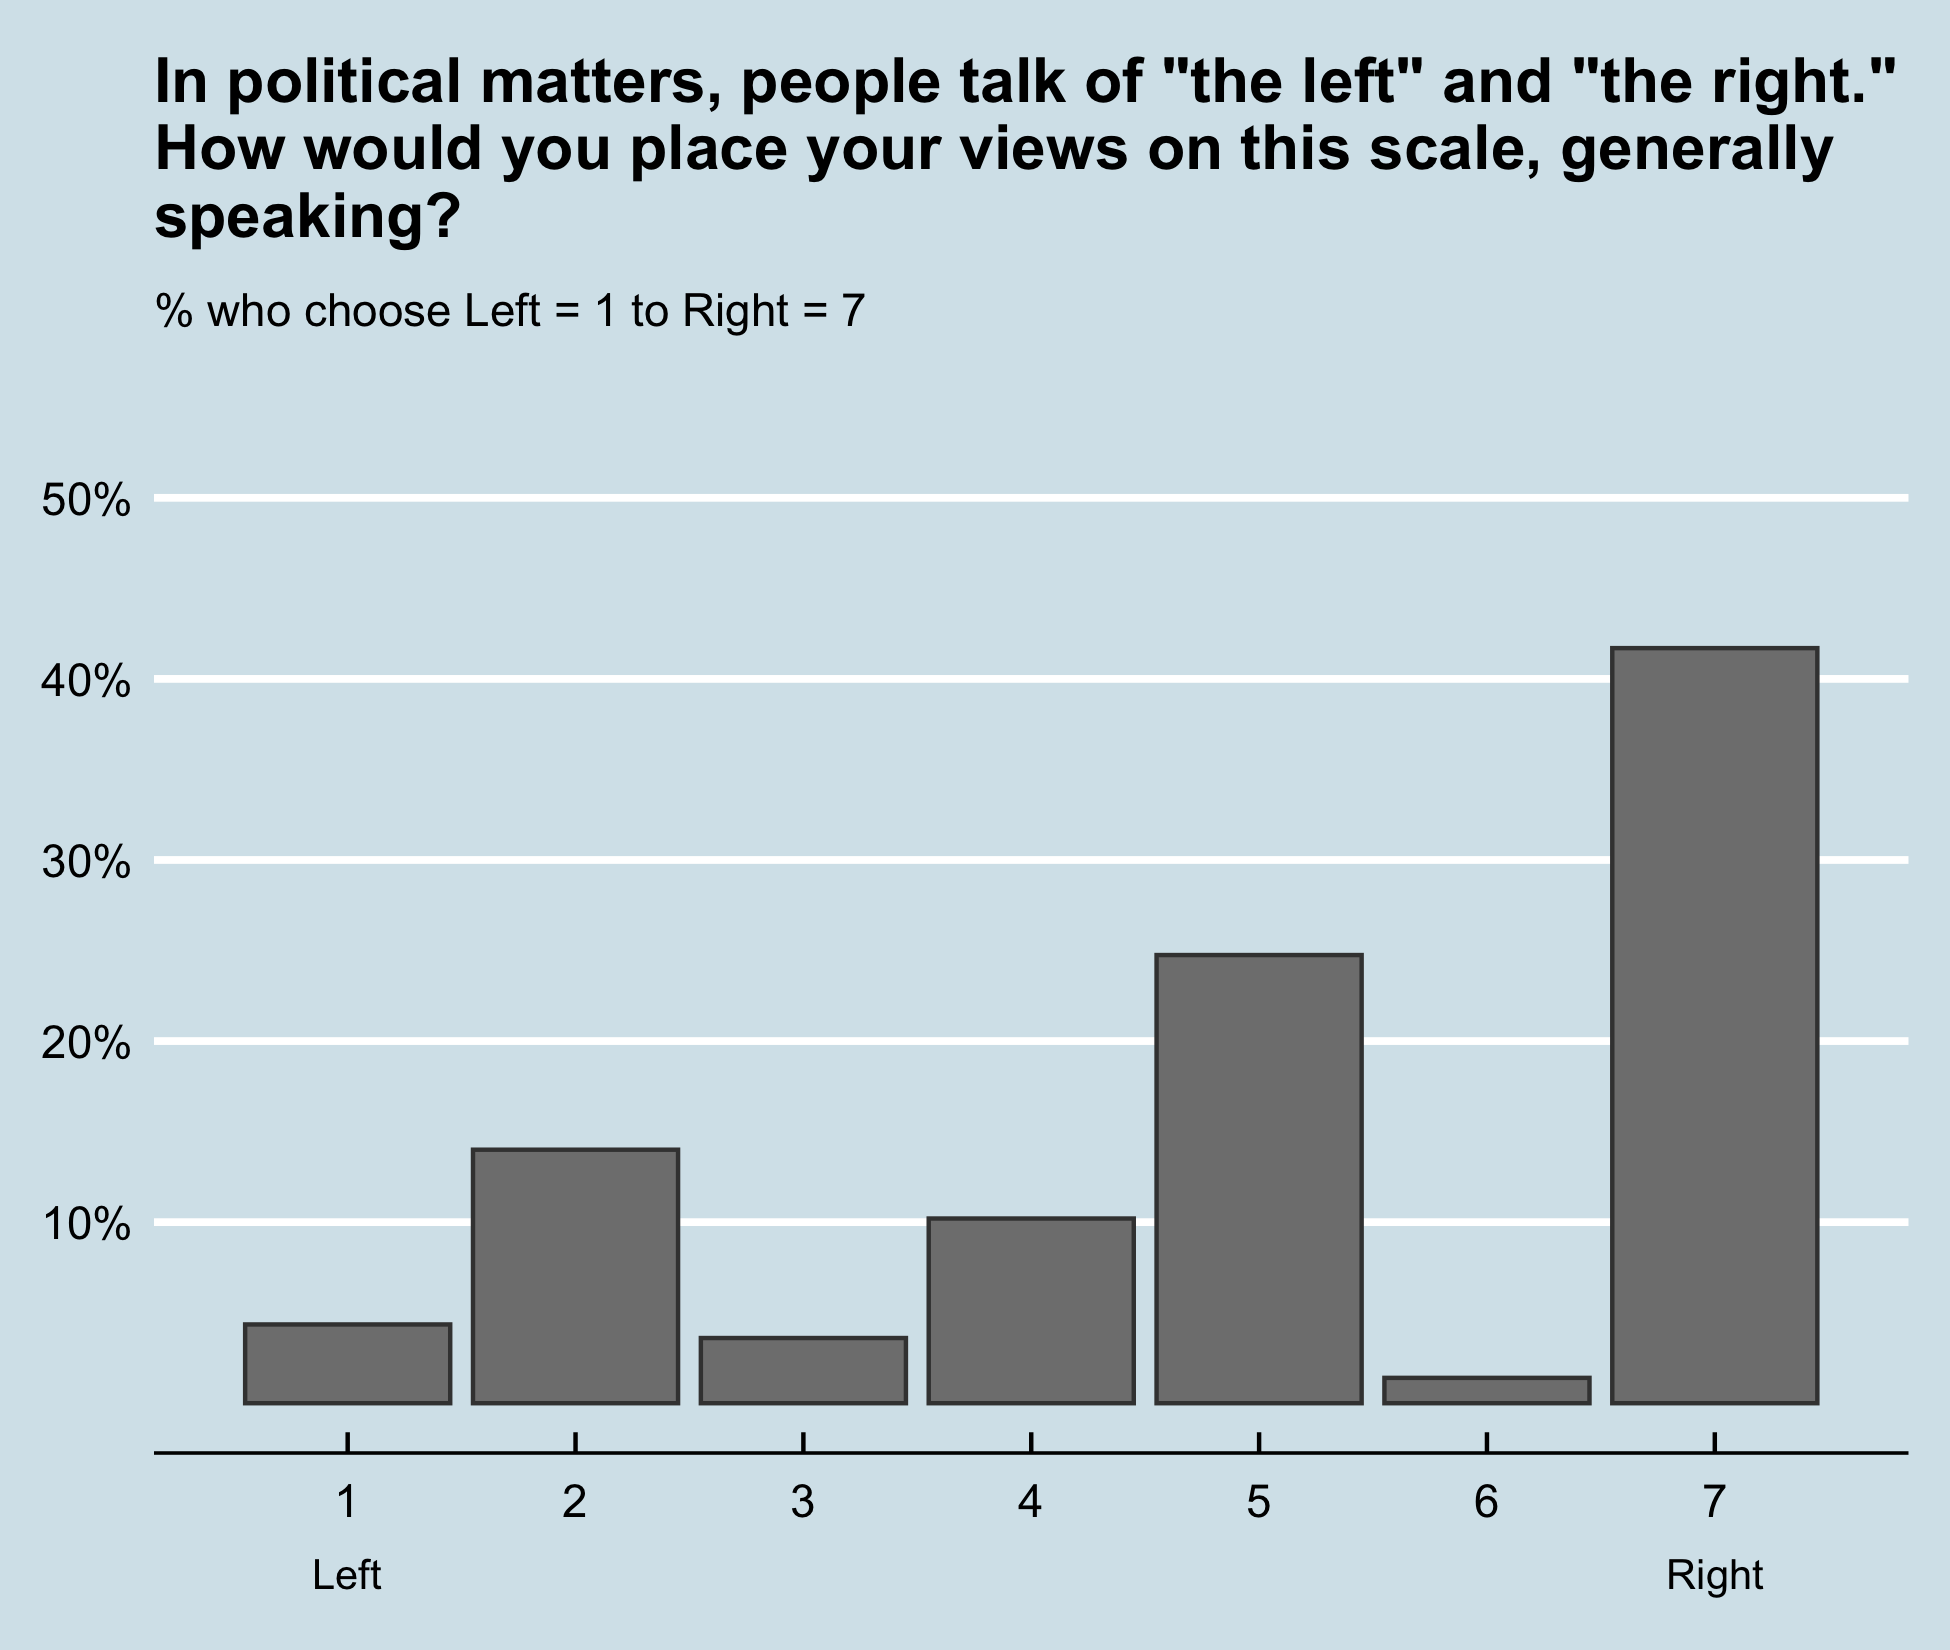 In political matters, people talk of "the left" and "the right."
How would you place your views on this scale, generally
speaking?
% who choose Left = 1 to Right = 7
50%
40%
30%
20%
10%
1 2 3 4 5 6 7
Left Right